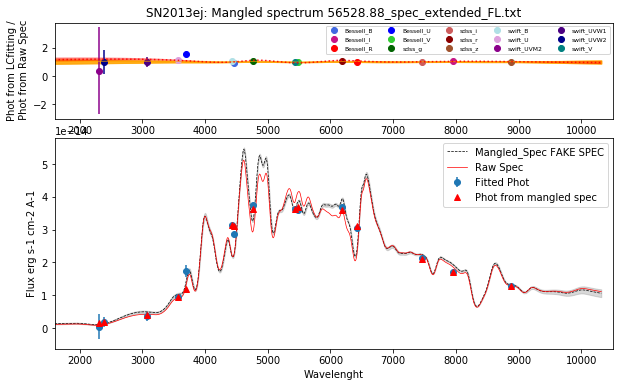 SN2013ej: Mangled spectrum 56528.88_spec_extended_FL.txt
Phot from LCfitting /
Phot from Raw Spec
2
0
−2
Bessell_B
Bessell_I
Bessell_R
Bessell_U
Bessell_V
sdss_g
sdss_i
sdss_r
sdss_z
swift_B
swift_U
swift_UVM2
swift_UVW1
swift_UVW2
swift_V
2000 3000 4000 5000 6000 7000 8000 9000 10000
1e−14
Flux erg s-1 cm-2 A-1
5
4
3
2
1
0
Mangled_Spec FAKE SPEC
Raw Spec
Fitted Phot
Phot from mangled spec
2000 3000 4000 5000 6000 7000 8000 9000 10000
Wavelenght